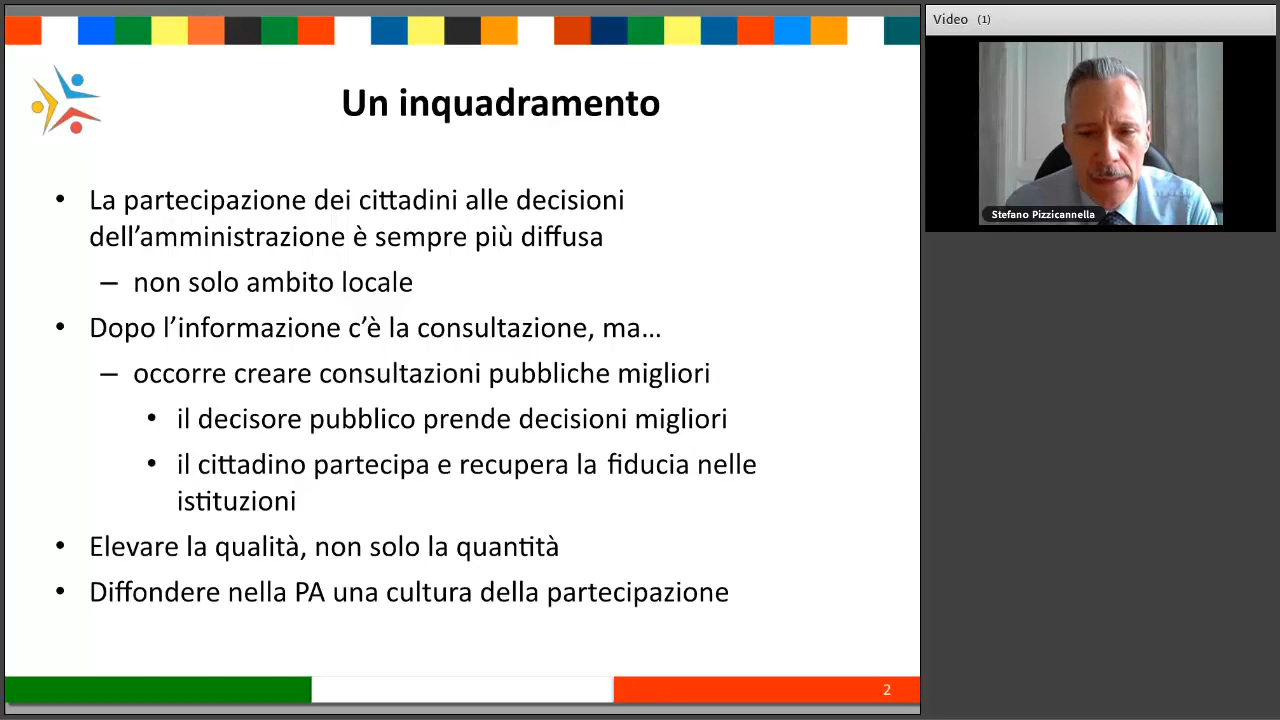 Un inquadramento
• La partecipazione dei cittadini alle decisioni
dell’amministrazione è sempre più diffusa
– non solo ambito locale
• Dopo l’informazione c’è la consultazione, ma…
– occorre creare consultazioni pubbliche migliori
• il decisore pubblico prende decisioni migliori
• il cittadino partecipa e recupera la fiducia nelle
istituzioni
• Elevare la qualità, non solo la quantità
• Diffondere nella PA una cultura della partecipazione
2
Video (1)
Stefano Pizzicannella